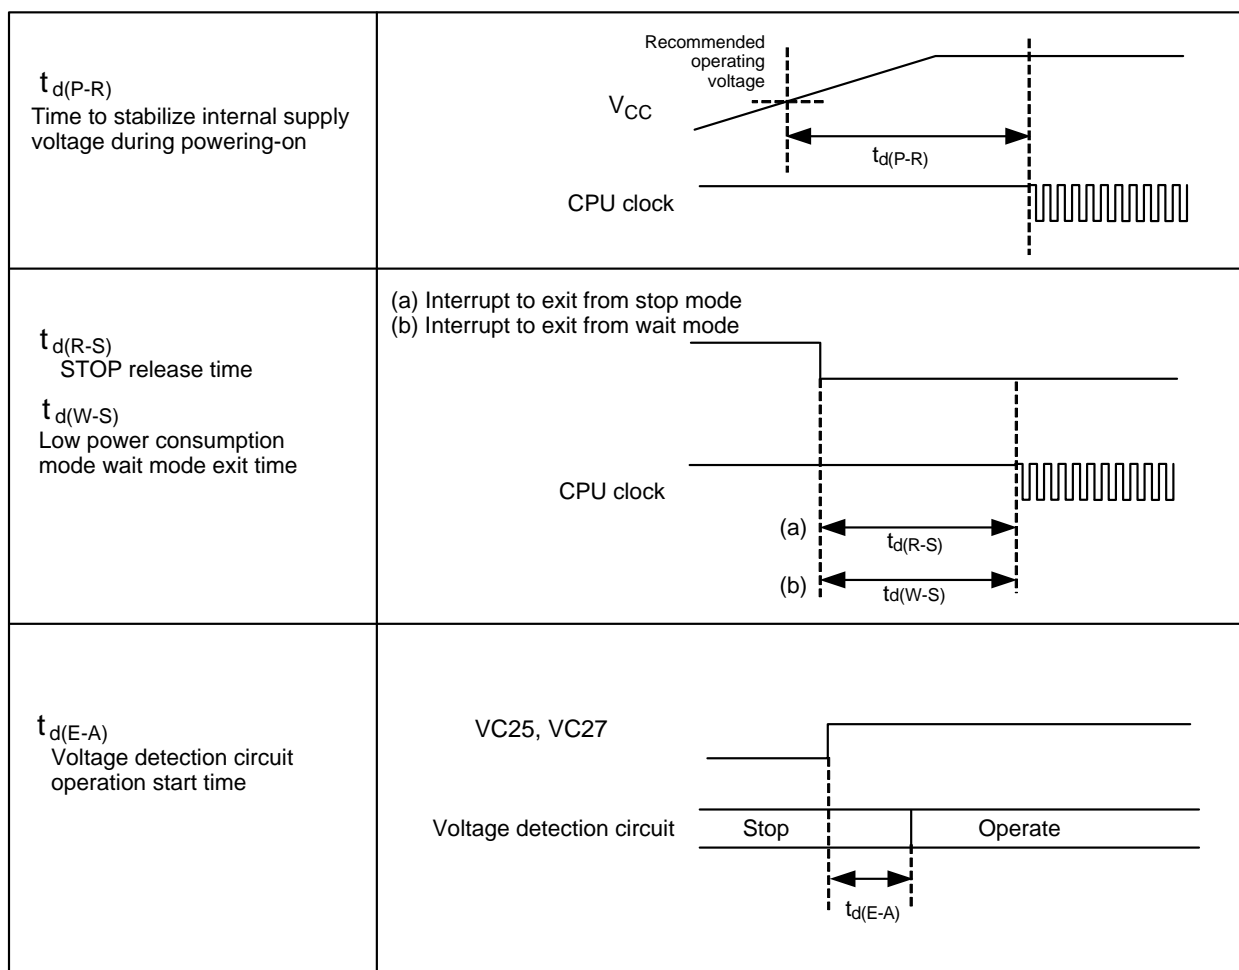 td(P-R)
Time to stabilize internal supply
voltage during powering-on
Recommended
operating
voltage
VCC
td(P-R)
CPU clock
td(R-S)
STOP release time
td(W-S)
Low power consumption
mode wait mode exit time
(a) Interrupt to exit from stop mode
(b) Interrupt to exit from wait mode
CPU clock
(a)
td(R-S)
(b)
td(W-S)
td(E-A)
Voltage detection circuit
operation start time
VC25, VC27
Voltage detection circuit
Stop
Operate
td(E-A)